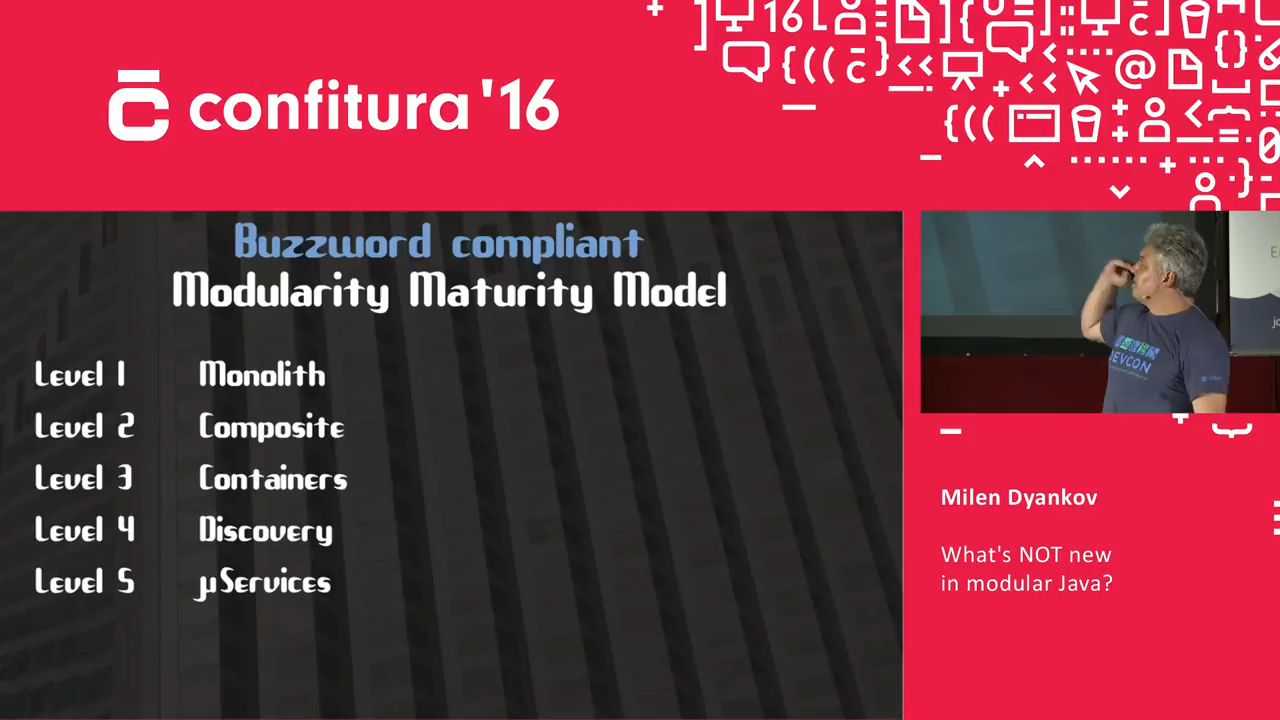 confitura '16
Buzzword compliant
Modularity Maturity Model
Level 1 Monolith
Level 2 Composite
Level 3 Containers
Level 4 Discovery
Level 5 µServices
DEVCON
Milen Dyankov
What's NOT new
in modular Java?